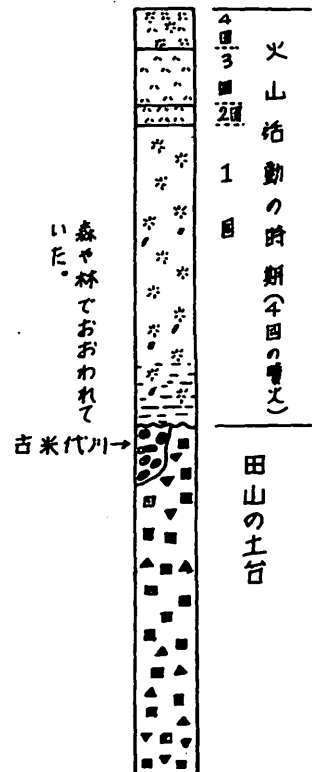 火山活動の時期(4回の噴火)
4回
3回
2回
1回
森や林でおおわれて
いた。
古米代川→
田山の土台